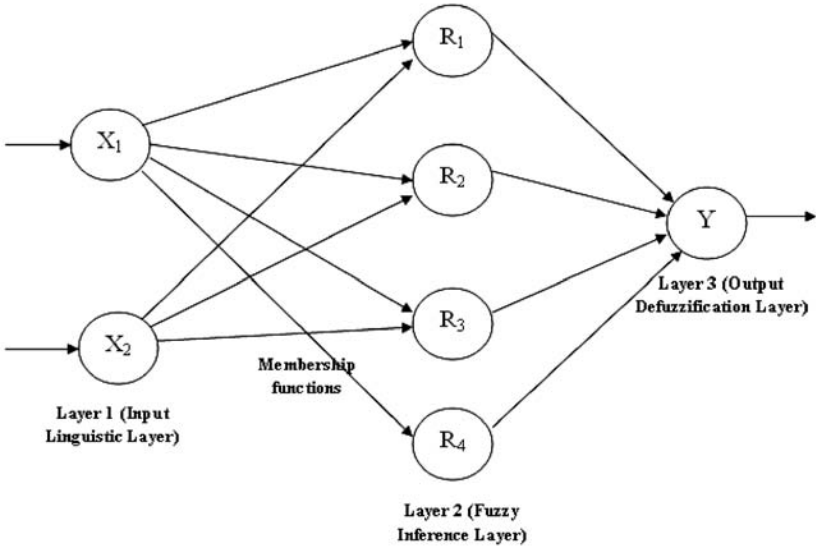 R₁
X₁
R₂
Y
Layer 3 (Output
Defuzzification Layer)
R₃
X₂
Membership
functions
Layer 1 (Input
Linguistic Layer)
R₄
Layer 2 (Fuzzy
Inference Layer)